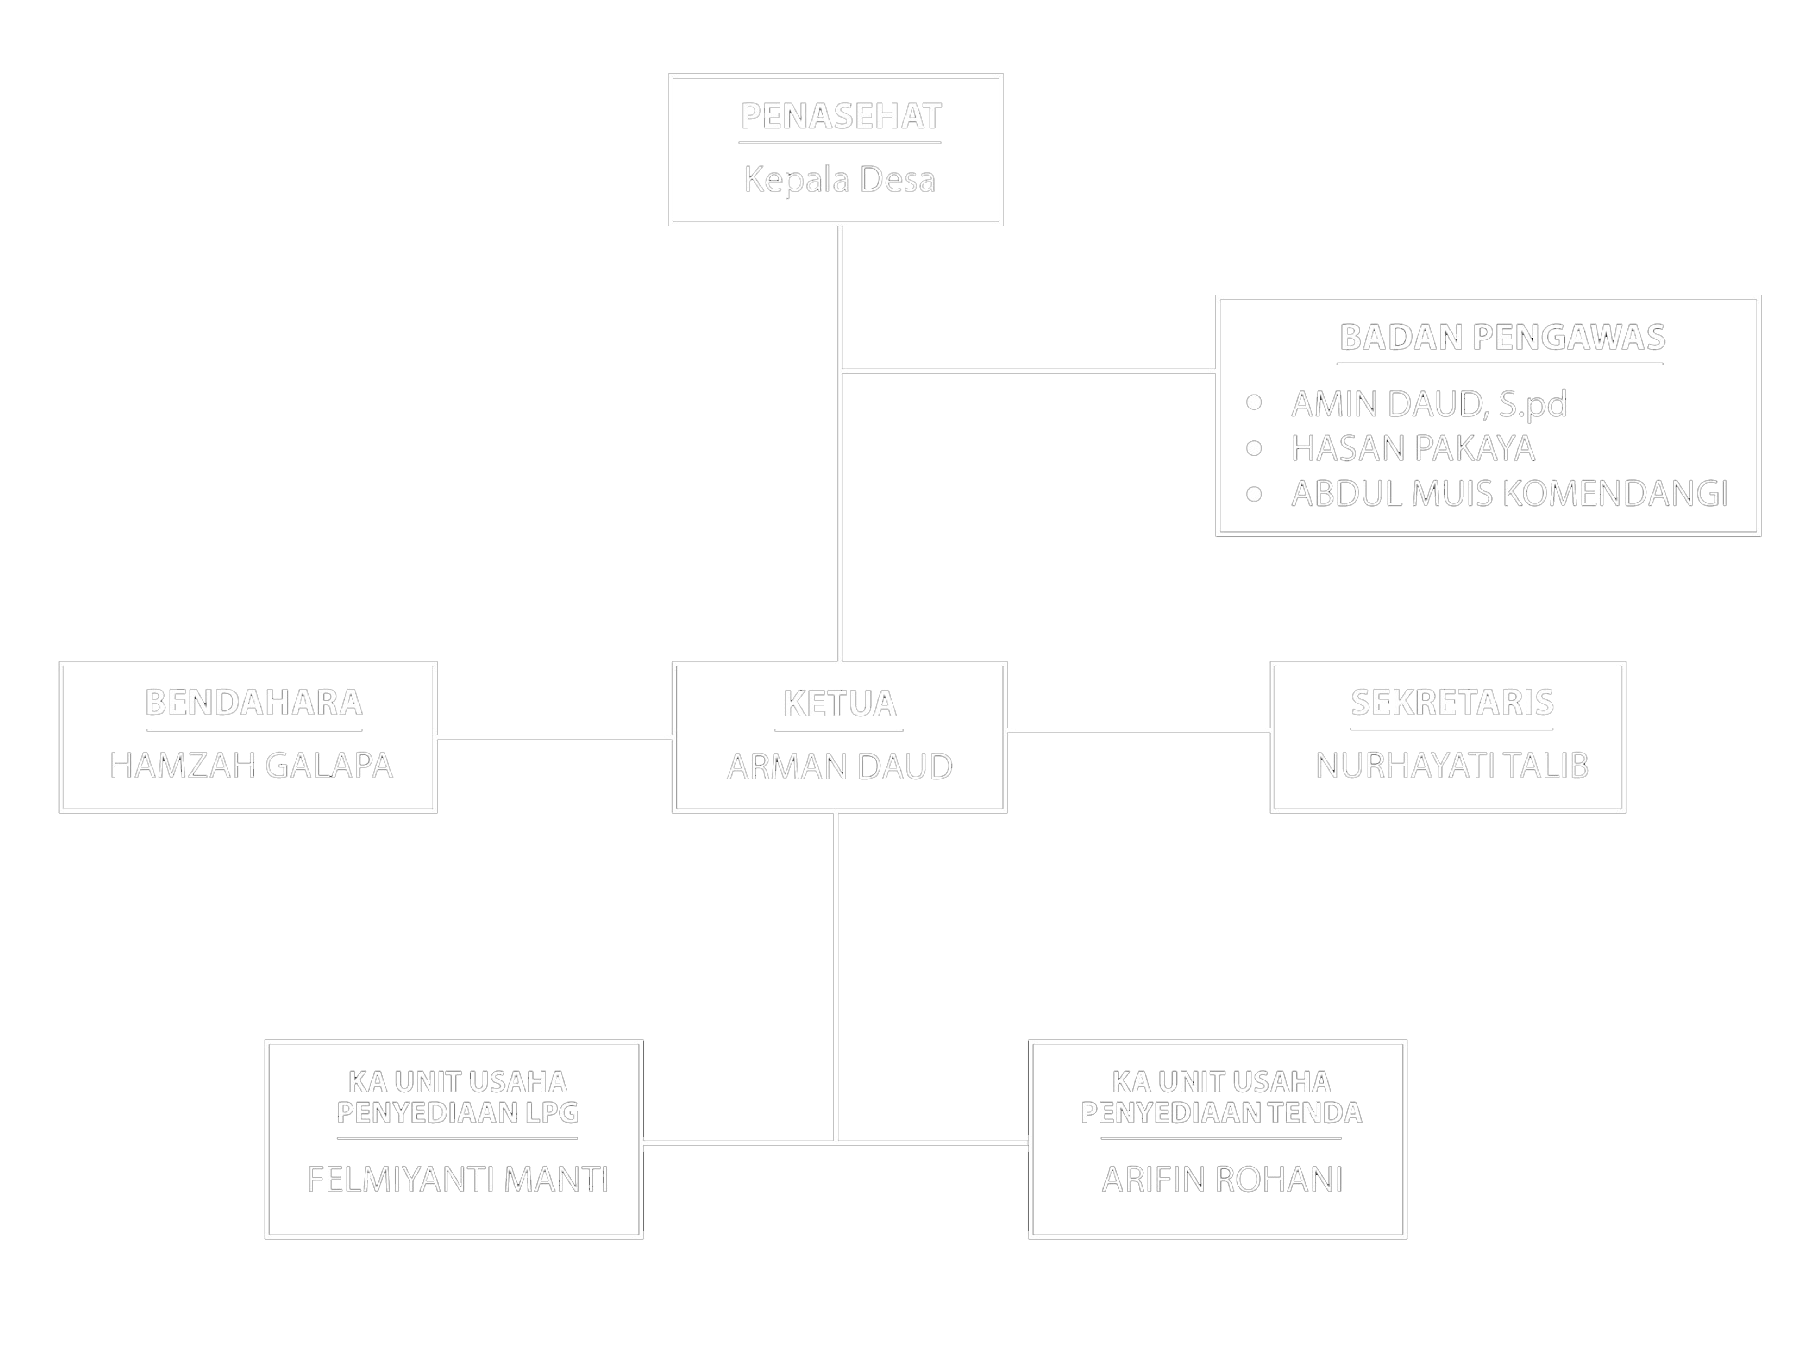 PENASEHAT
Kepala Desa
BADAN PENGAWAS
AMIN DAUD, S.pd
HASAN PAKAYA
ABDUL MUIS KOMENDANGI
BENDAHARA
HAMZAH GALAPA
KETUA
ARMAN DAUD
SEKRETARIS
NURHAYATI TALIB
KA UNIT USAHA
PENYEDIAAN LPG
FELMIYANTI MANTI
KA UNIT USAHA
PENYEDIAAN TENDA
ARIFIN ROHANI